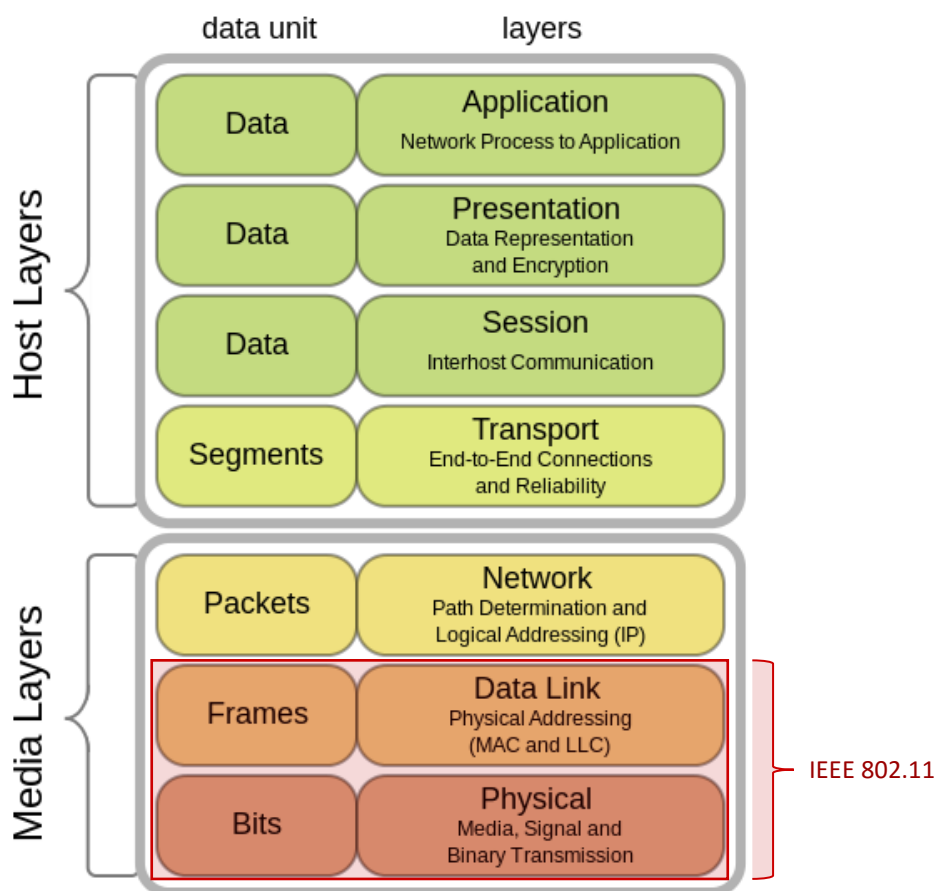 data unit
layers
Host Layers
Data
Application
Network Process to Application
Data
Presentation
Data Representation
and Encryption
Data
Session
Interhost Communication
Segments
Transport
End-to-End Connections
and Reliability
Media Layers
Packets
Network
Path Determination and
Logical Addressing (IP)
Frames
Data Link
Physical Addressing
(MAC and LLC)
IEEE 802.11
Bits
Physical
Media, Signal and
Binary Transmission